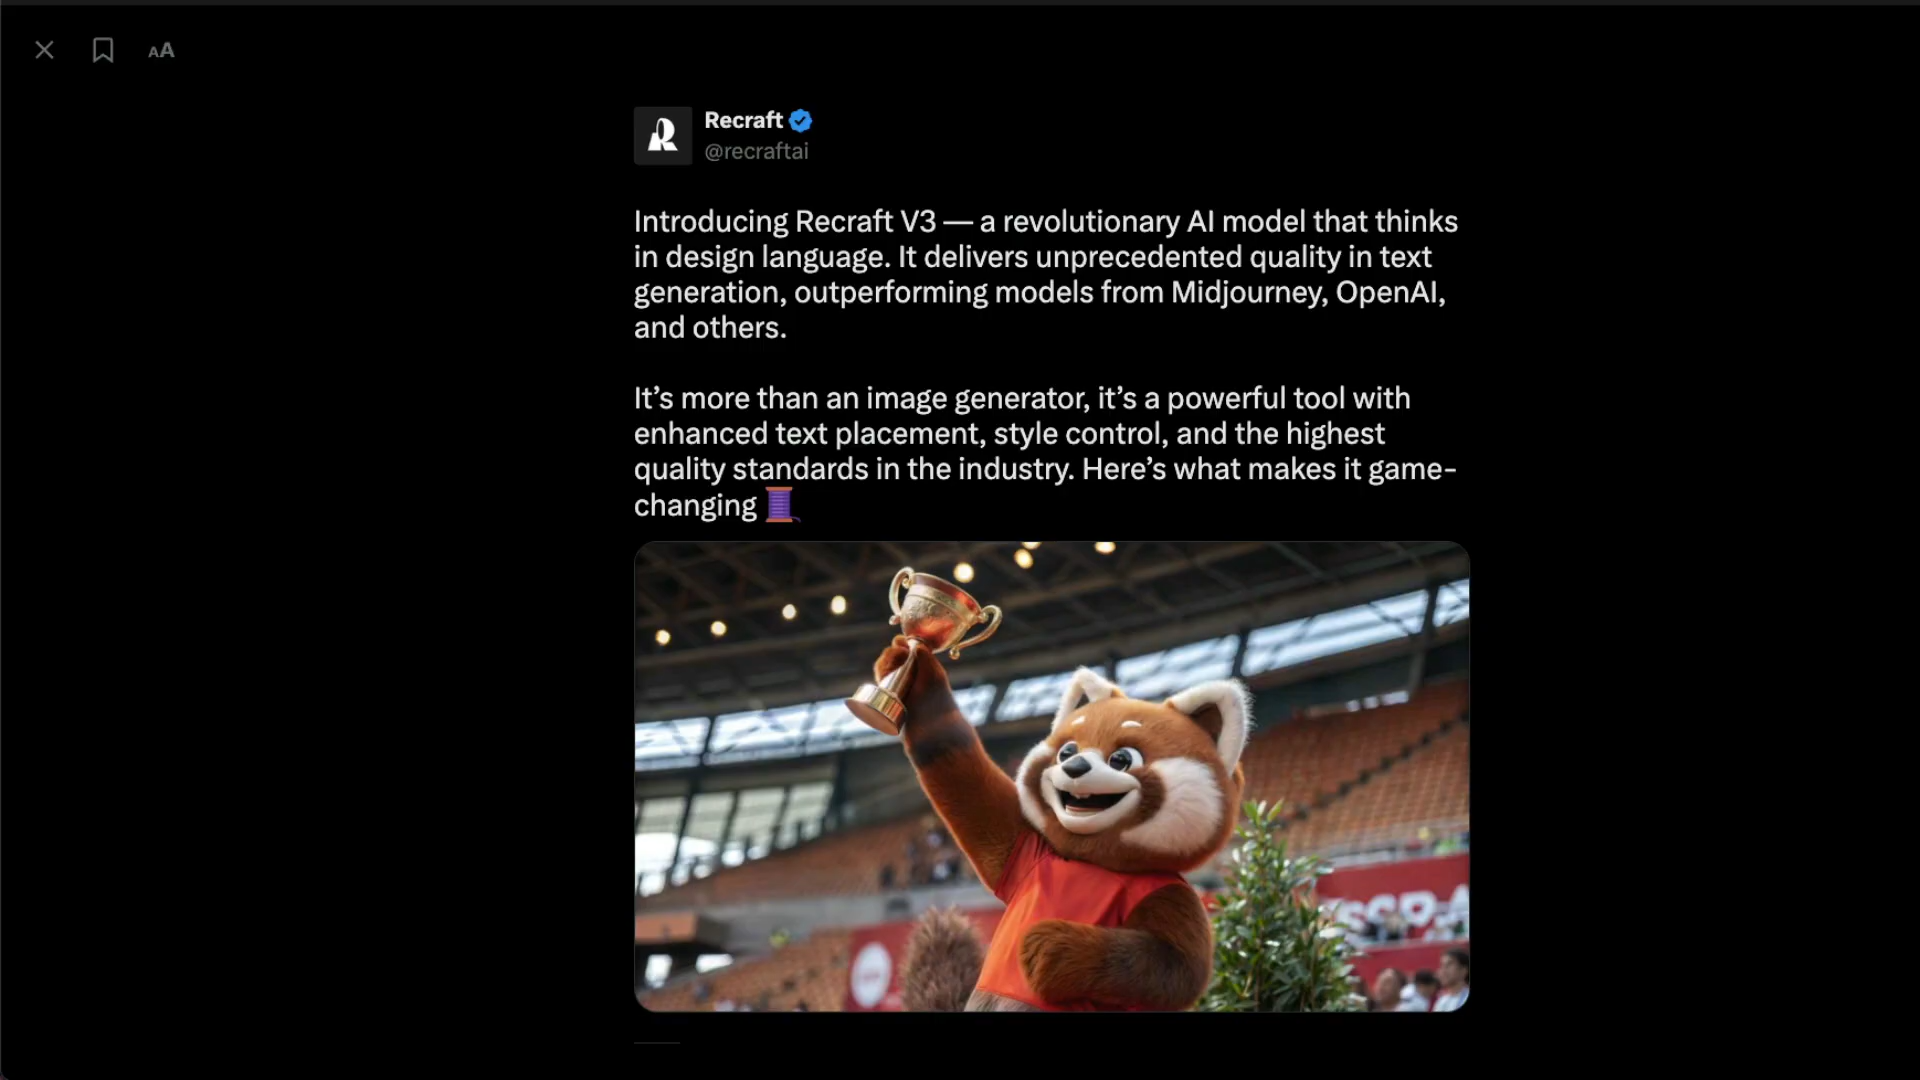 AA
Recraft
@recraftai
Introducing Recraft V3 — a revolutionary AI model that thinks
in design language. It delivers unprecedented quality in text
generation, outperforming models from Midjourney, OpenAI,
and others.
It’s more than an image generator, it’s a powerful tool with
enhanced text placement, style control, and the highest
quality standards in the industry. Here’s what makes it game-
changing